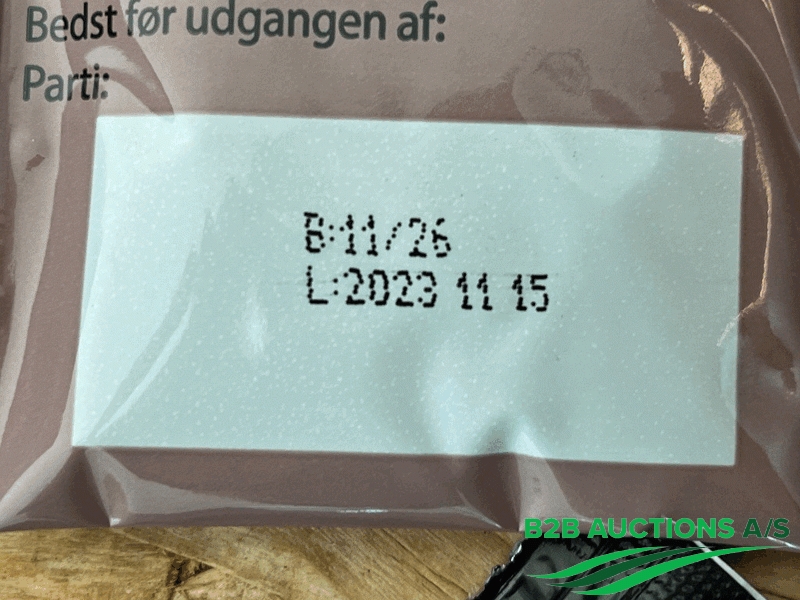 Bedst før udgangen af:
Parti:
B:11/26
L:2023 11 15
B2B AUCTIONS A/S